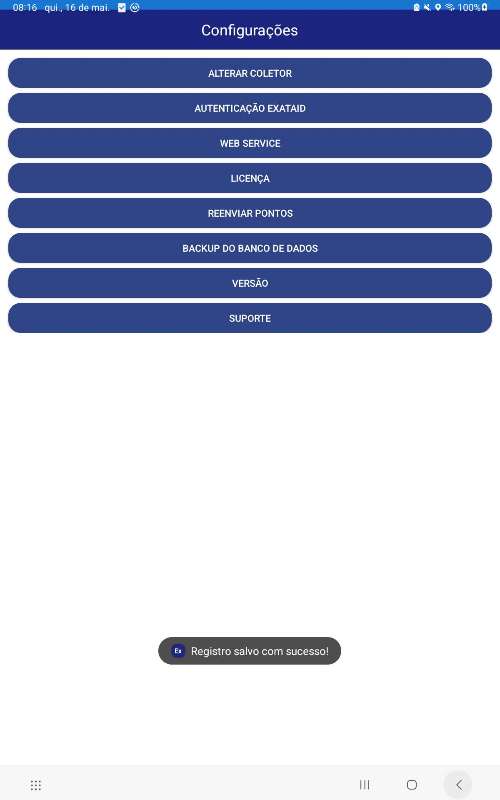 08:16 qui., 16 de mai. 100%
Configurações
ALTERAR COLETOR
AUTENTICAÇÃO EXATAID
WEB SERVICE
LICENÇA
REENVIAR PONTOS
BACKUP DO BANCO DE DADOS
VERSÃO
SUPORTE
Ex Registro salvo com sucesso!